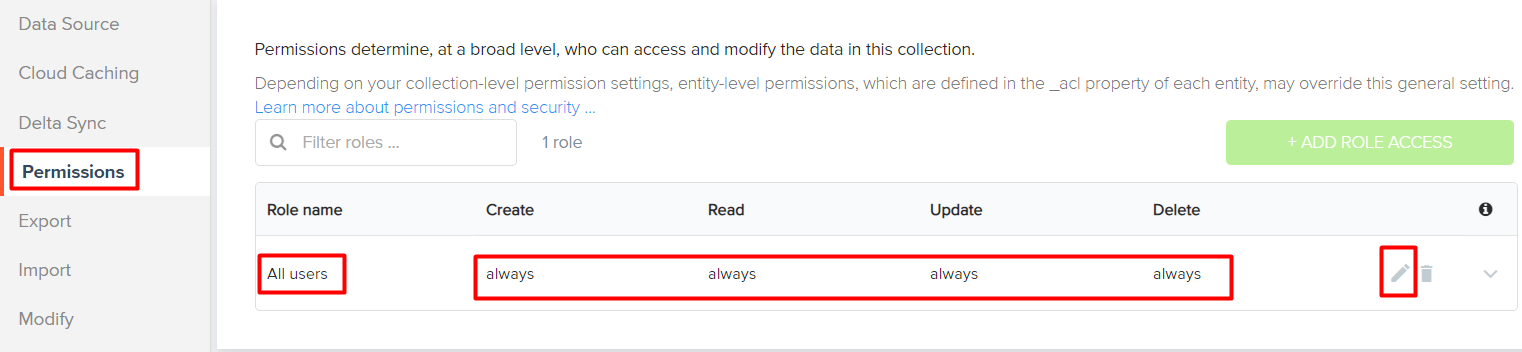 Data Source
Cloud Caching
Delta Sync
Permissions
Export
Import
Modify
Permissions determine, at a broad level, who can access and modify the data in this collection.
Depending on your collection-level permission settings, entity-level permissions, which are defined in the _acl property of each entity, may override this general setting.
Learn more about permissions and security ...
Filter roles ... 1 role + ADD ROLE ACCESS
Role name Create Read Update Delete
All users always always always always